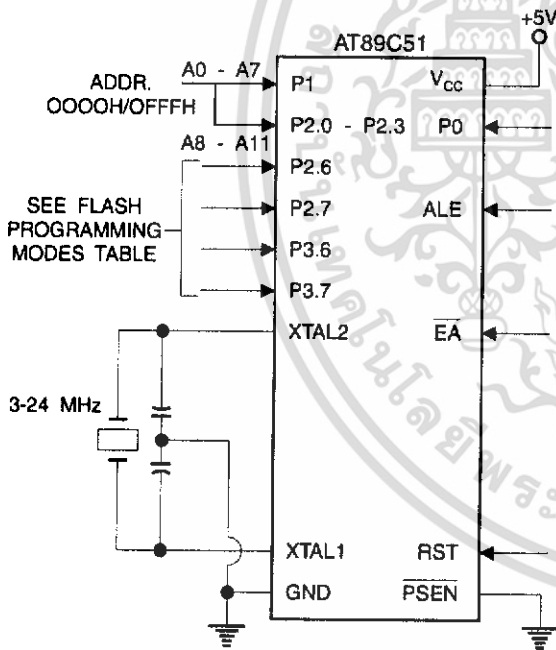 +5V
AT89C51
ADDR.
OOOOH/OFFFH
A0 - A7
P1
VCC
P2.0 - P2.3
P0
A8 - A11
P2.6
SEE FLASH
PROGRAMMING
MODES TABLE
P2.7
ALE
P3.6
P3.7
XTAL2
EA
3-24 MHz
XTAL1
RST
GND
PSEN